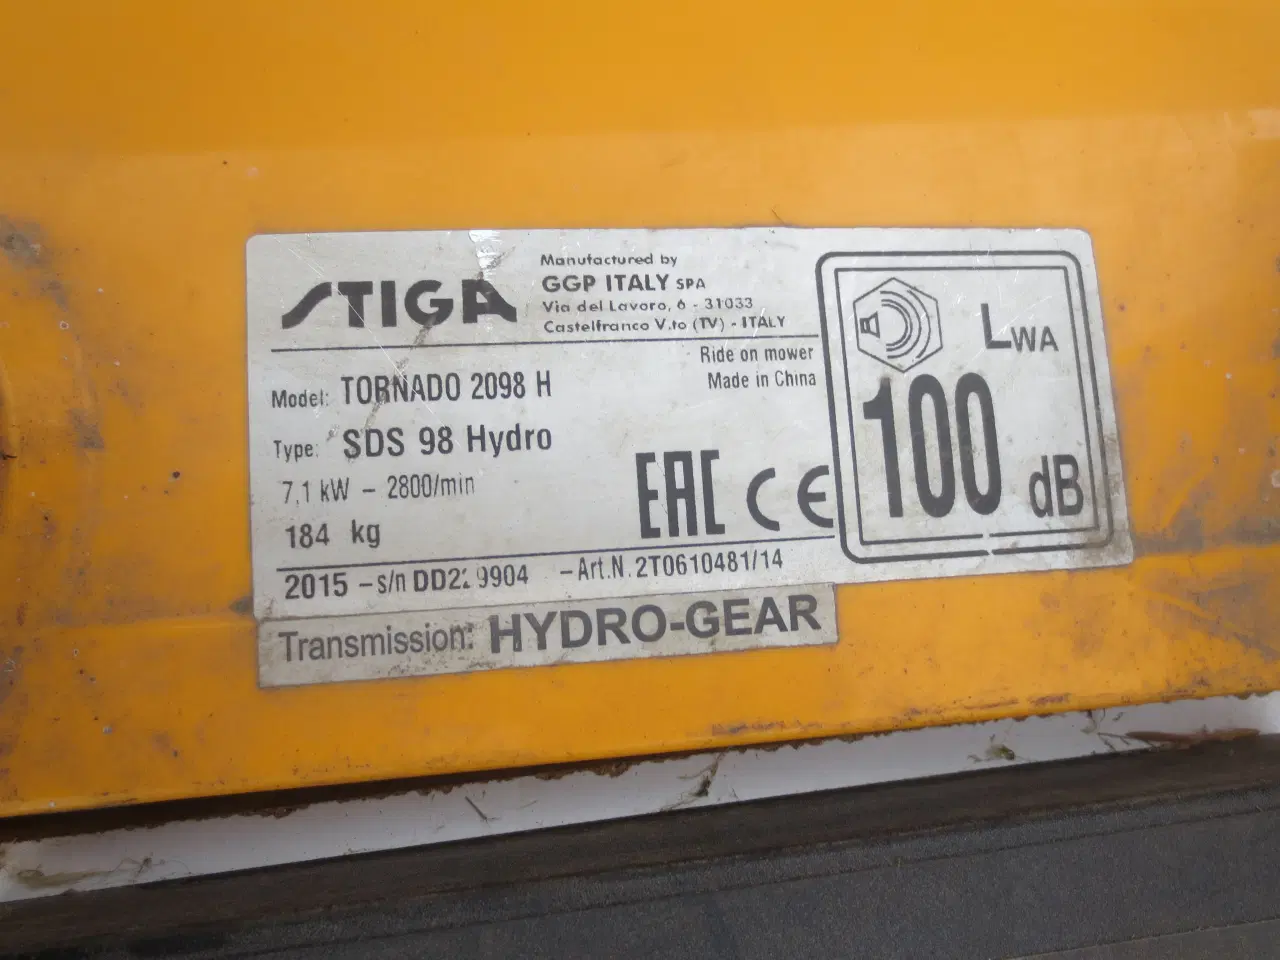 STIGA
Manufactured by
GGP ITALY SPA
Via del Lavoro, 6 - 31033
Castelfranco V.to (TV) - ITALY
Ride on mower
Made in China
Model: TORNADO 2098 H
Type: SDS 98 Hydro
7,1 kW - 2800/min
184 kg
EAC CE
LWA
100
dB
2015 - s/n - Art.N. 2T0610481/14
Transmission: HYDRO-GEAR